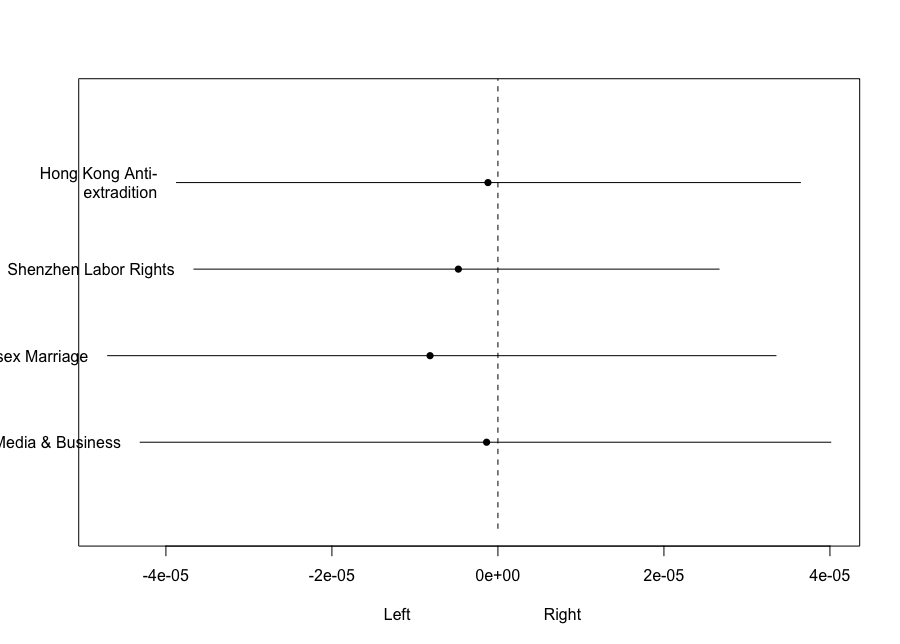 Hong Kong Anti-
extradition
Shenzhen Labor Rights
sex Marriage
Media & Business
-4e-05 -2e-05 0e+00 2e-05 4e-05
Left Right